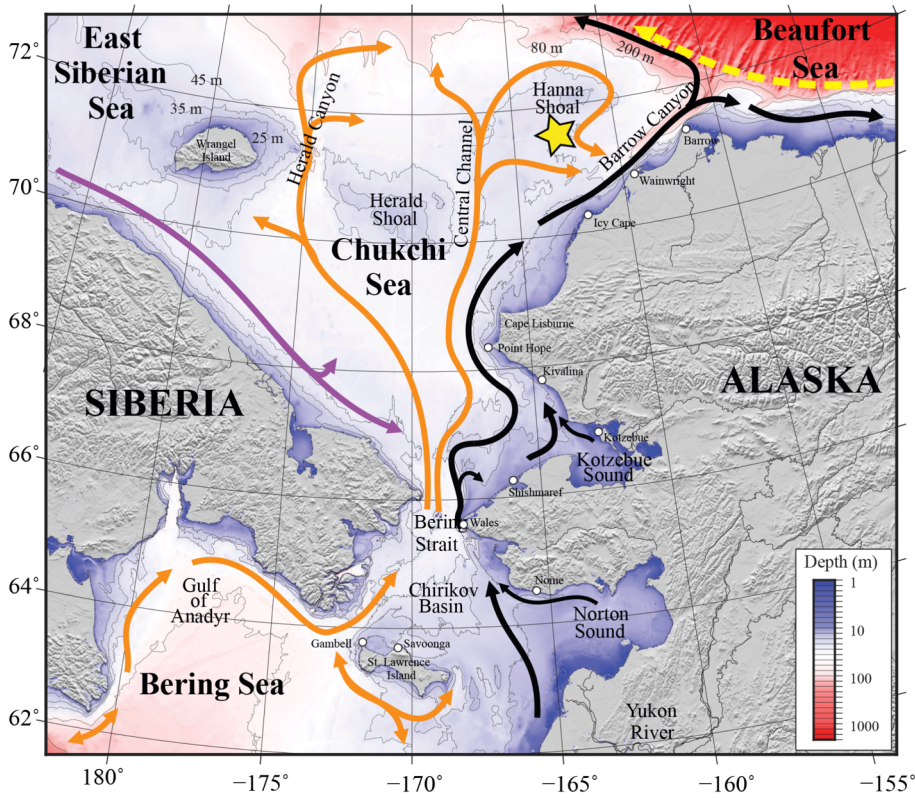 72°
70°
68°
66°
64°
62°
East
Siberian
Sea
45 m
35 m
25 m
Wrangel
Island
Herald Canyon
Herald
Shoal
Chukchi
Sea
Central Channel
80 m
Hanna
Shoal
200 m
Beaufort
Sea
Barrow Canyon
Barrow
Wainwright
Icy Cape
Cape Lisburne
Point Hope
Kivalina
SIBERIA
ALASKA
Kotzebue
Kotzebue
Sound
Shishmaref
Bering
Strait
Wales
Chirikov
Basin
Nome
Norton
Sound
Gulf
of
Anadyr
Gambell
Savoonga
St. Lawrence
Island
Bering Sea
Yukon
River
Depth (m)
1
10
100
1000
180°
−175°
−170°
−165°
−160°
−155°